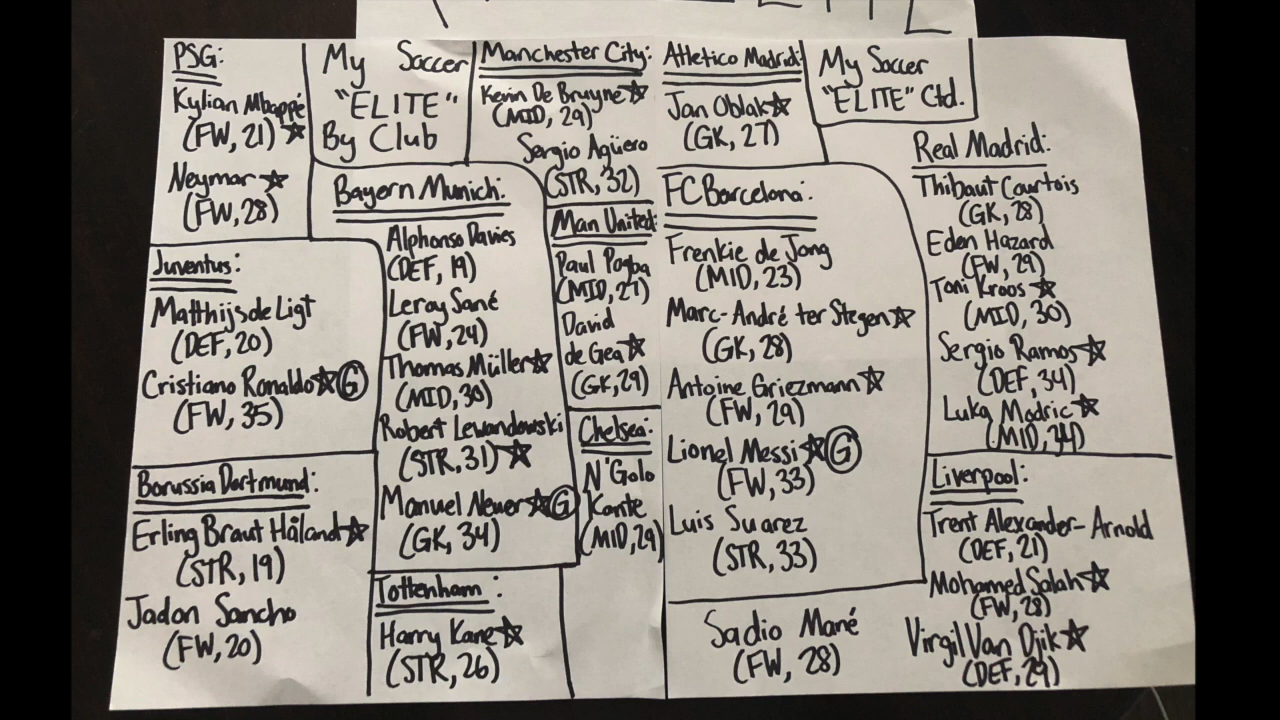 PSG:
Kylian Mbappé
(FW, 21) ☆
Neymar ☆
(FW, 28)
My Soccer
"ELITE"
By Club
Manchester City:
Kevin De Bruyne ☆
(MID, 29)
Sergio Agüero
(STR, 32)
Bayern Munich:
Alphonso Davies
(DEF, 19)
Leroy Sané
(FW, 24)
Thomas Müller ☆
(MID, 30)
Robert Lewandowski
(STR, 31) ☆
Manuel Neuer ☆ G
(GK, 34)
Man United:
Paul Pogba
(MID, 27)
David
de Gea ☆
(GK, 29)
Juventus:
Matthijs de Ligt
(DEF, 20)
Cristiano Ronaldo ☆ G
(FW, 35)
Chelsea:
N'Golo
Kante
(MID, 29)
Borussia Dortmund:
Erling Braut Håland ☆
(STR, 19)
Jadon Sancho
(FW, 20)
Tottenham:
Harry Kane ☆
(STR, 26)
Atletico Madrid:
Jan Oblak ☆
(GK, 27)
My Soccer
"ELITE" Ctd.
FC Barcelona:
Frenkie de Jong
(MID, 23)
Marc-André ter Stegen ☆
(GK, 28)
Antoine Griezmann ☆
(FW, 29)
Lionel Messi ☆ G
(FW, 33)
Luis Suarez
(STR, 33)
Real Madrid:
Thibaut Courtois
(GK, 28)
Eden Hazard
(FW, 29)
Toni Kroos ☆
(MID, 30)
Sergio Ramos ☆
(DEF, 34)
Luka Modric ☆
(MID, 34)
Liverpool:
Trent Alexander-Arnold
(DEF, 21)
Mohamed Salah ☆
(FW, 28)
Virgil Van Djik ☆
(DEF, 29)
Sadio Mané
(FW, 28)